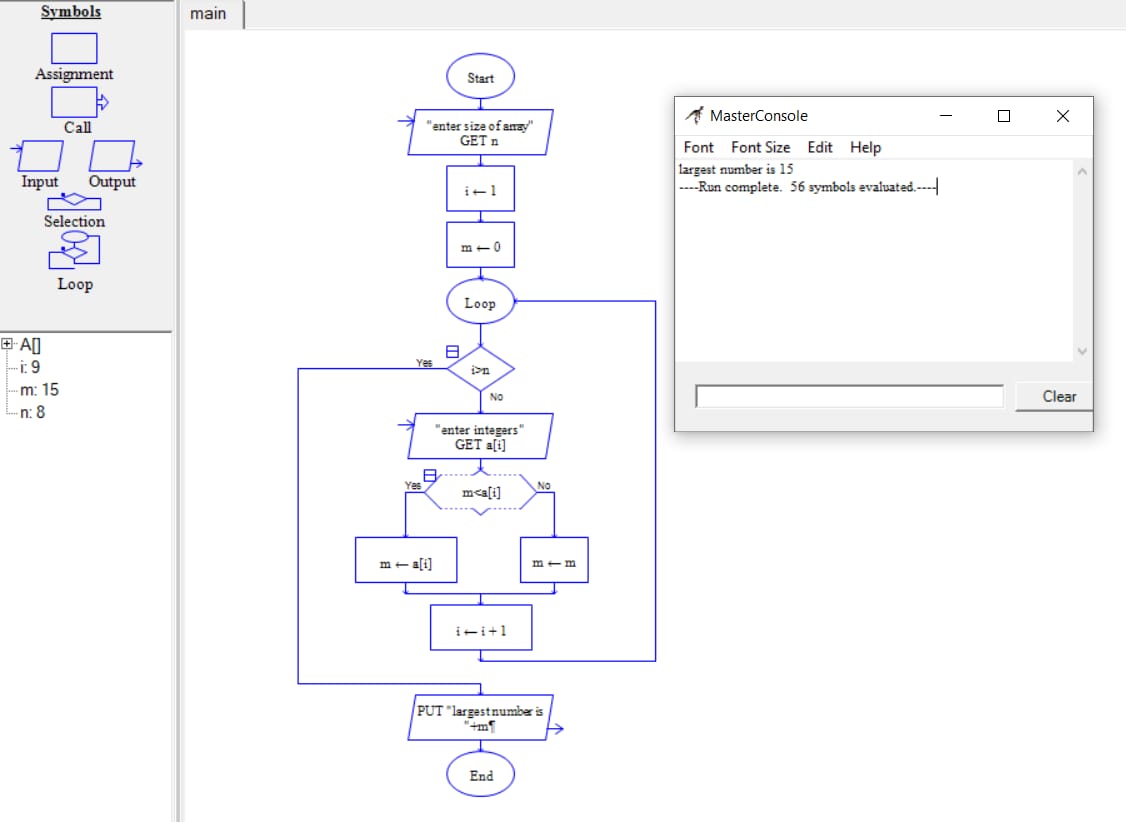 Symbols
Assignment
Call
Input
Output
Selection
Loop
A[]
i: 9
m: 15
n: 8
main
Start
"enter size of array"
GET n
i ← 1
m ← 0
Loop
Yes
i>n
No
"enter integers"
GET a[i]
Yes
m<a[i]
No
m ← a[i]
m ← m
i ← i + 1
PUT "largest number is
"+m¶
End
MasterConsole
Font Font Size Edit Help
largest number is 15
----Run complete.  56 symbols evaluated.----
Clear